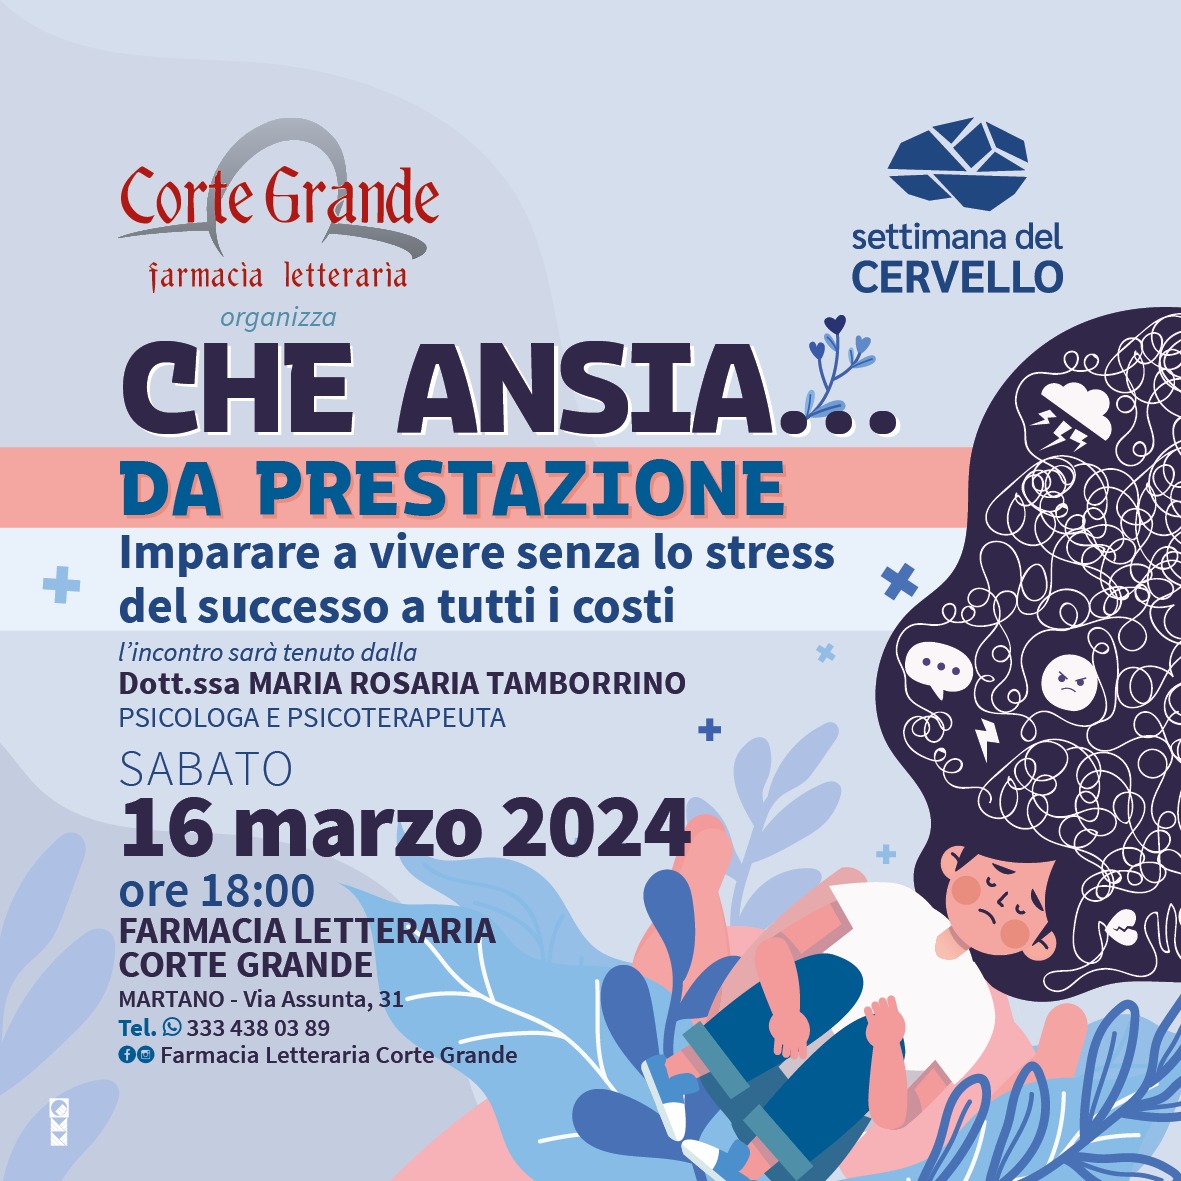 Corte Grande
farmacia letteraria
settimana del
CERVELLO
organizza
CHE ANSIA...
DA PRESTAZIONE
Imparare a vivere senza lo stress
del successo a tutti i costi
l'incontro sarà tenuto dalla
Dott.ssa MARIA ROSARIA TAMBORRINO
PSICOLOGA E PSICOTERAPEUTA
SABATO
16 marzo 2024
ore 18:00
FARMACIA LETTERARIA
CORTE GRANDE
MARTANO - Via Assunta, 31
Tel. 333 438 03 89
Farmacia Letteraria Corte Grande